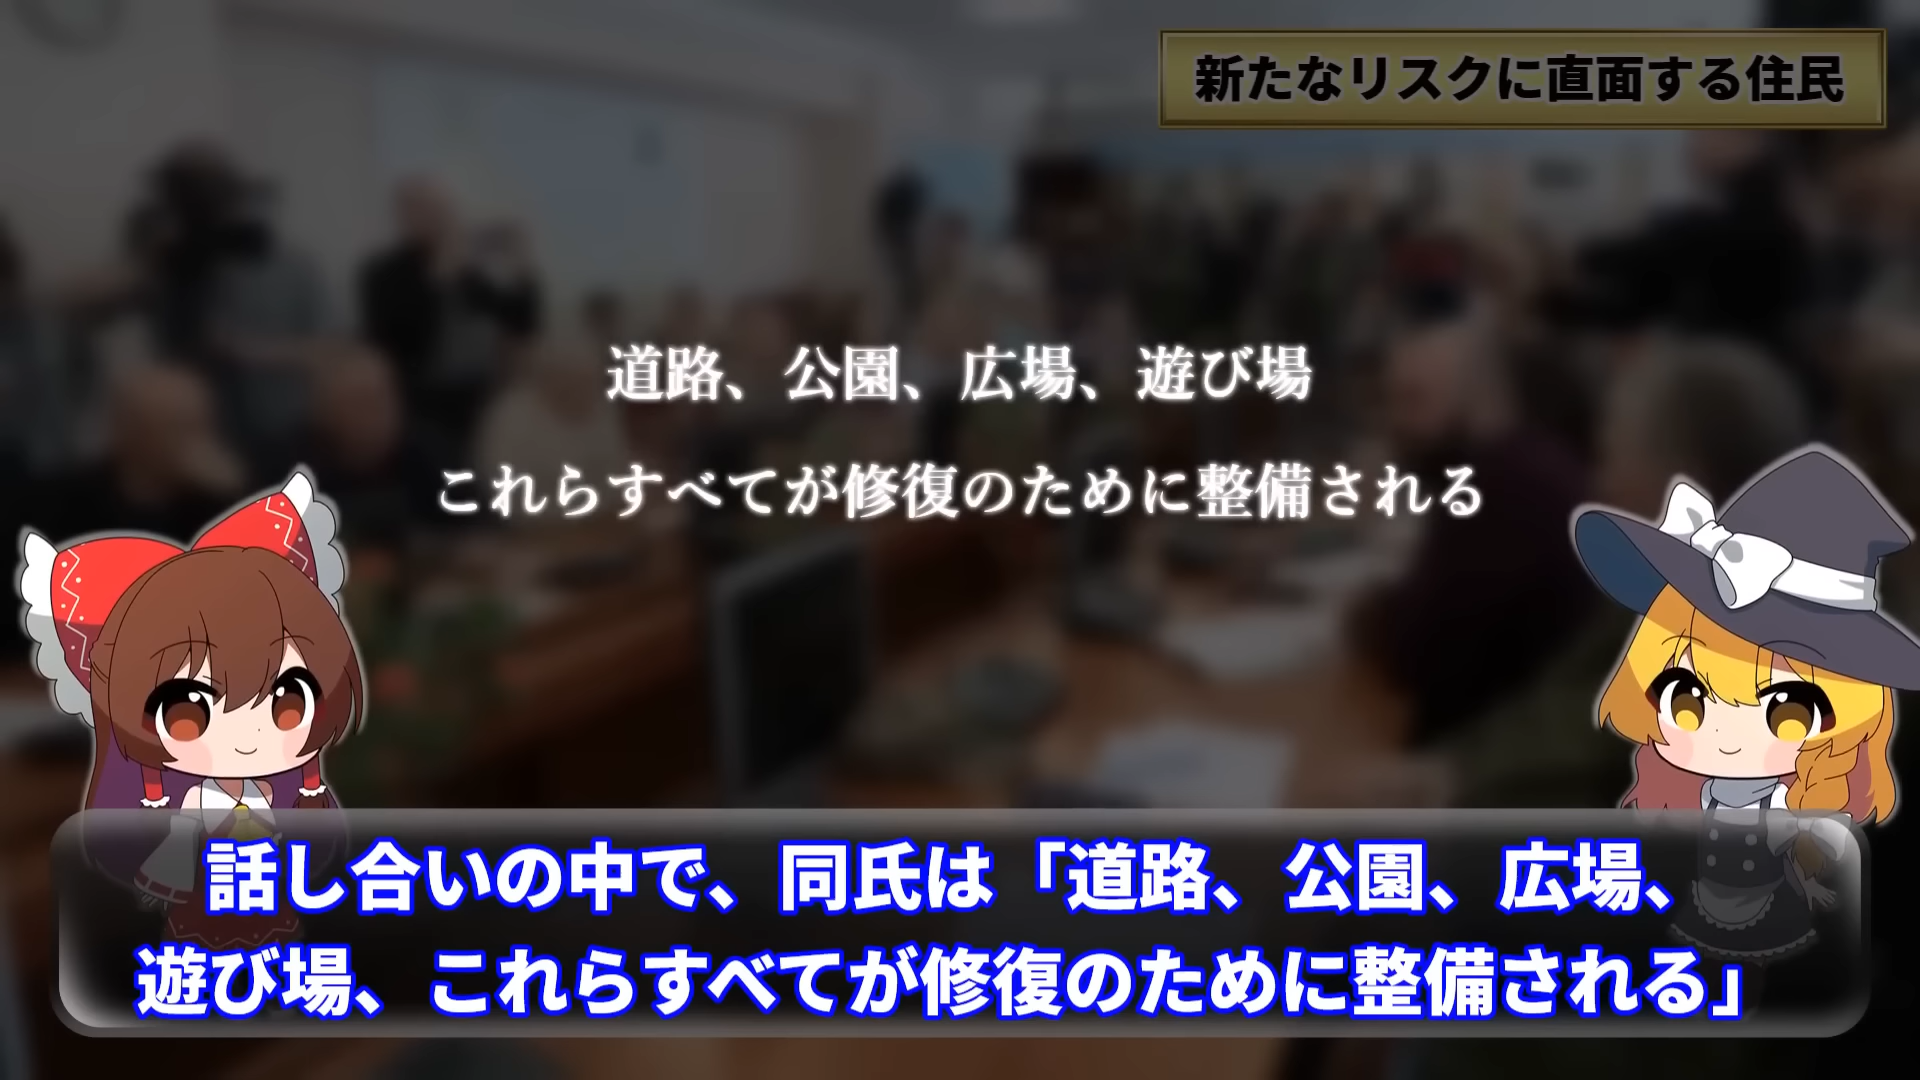 新たなリスクに直面する住民
道路、公園、広場、遊び場
これらすべてが修復のために整備される
話し合いの中で、同氏は「道路、公園、広場、
遊び場、これらすべてが修復のために整備される」